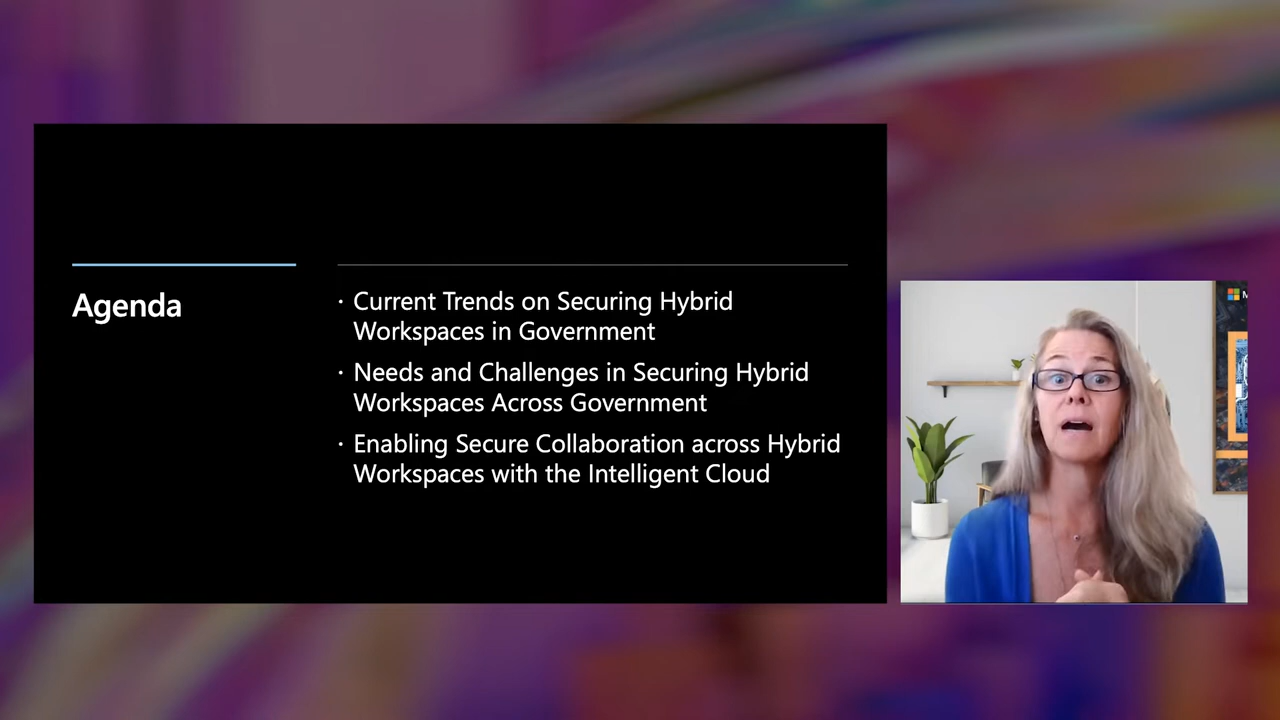 Agenda
· Current Trends on Securing Hybrid
Workspaces in Government
· Needs and Challenges in Securing Hybrid
Workspaces Across Government
· Enabling Secure Collaboration across Hybrid
Workspaces with the Intelligent Cloud